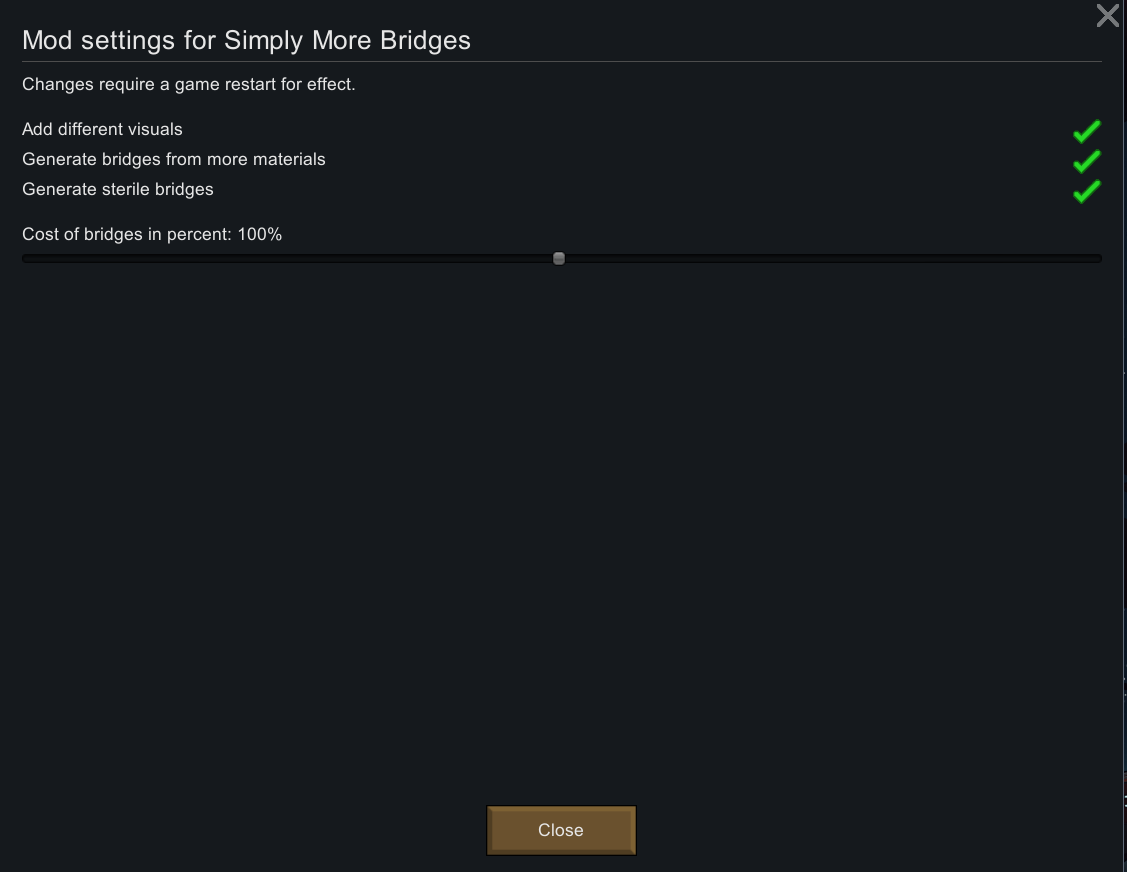 Mod settings for Simply More Bridges
Changes require a game restart for effect.
Add different visuals
Generate bridges from more materials
Generate sterile bridges
Cost of bridges in percent: 100%
Close